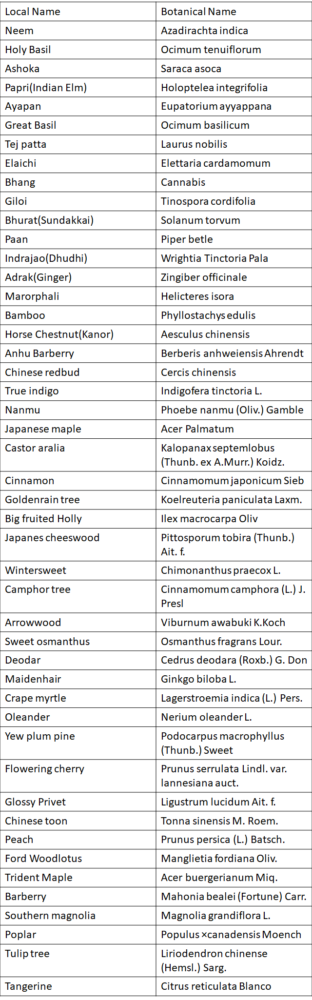 Local Name Botanical Name
Neem Azadirachta indica
Holy Basil Ocimum tenuiflorum
Ashoka Saraca asoca
Papri(Indian Elm) Holoptelea integrifolia
Ayapan Eupatorium ayyappana
Great Basil Ocimum basilicum
Tej patta Laurus nobilis
Elaichi Elettaria cardamomum
Bhang Cannabis
Giloi Tinospora cordifolia
Bhurat(Sundakkai) Solanum torvum
Paan Piper betle
Indrajao(Dhudhi) Wrightia Tinctoria Pala
Adrak(Ginger) Zingiber officinale
Marorphali Helicteres isora
Bamboo Phyllostachys edulis
Horse Chestnut(Kanor) Aesculus chinensis
Anhu Barberry Berberis anhweiensis Ahrendt
Chinese redbud Cercis chinensis
True indigo Indigofera tinctoria L.
Nanmu Phoebe nanmu (Oliv.) Gamble
Japanese maple Acer Palmatum
Castor aralia Kalopanax septemlobus
(Thunb. ex A.Murr.) Koidz.
Cinnamon Cinnamomum japonicum Sieb
Goldenrain tree Koelreuteria paniculata Laxm.
Big fruited Holly Ilex macrocarpa Oliv
Japanes cheeswood Pittosporum tobira (Thunb.)
Ait. f.
Wintersweet Chimonanthus praecox L.
Camphor tree Cinnamomum camphora (L.) J.
Presl
Arrowwood Viburnum awabuki K.Koch
Sweet osmanthus Osmanthus fragrans Lour.
Deodar Cedrus deodara (Roxb.) G. Don
Maidenhair Ginkgo biloba L.
Crape myrtle Lagerstroemia indica (L.) Pers.
Oleander Nerium oleander L.
Yew plum pine Podocarpus macrophyllus
(Thunb.) Sweet
Flowering cherry Prunus serrulata Lindl. var.
lannesiana auct.
Glossy Privet Ligustrum lucidum Ait. f.
Chinese toon Tonna sinensis M. Roem.
Peach Prunus persica (L.) Batsch.
Ford Woodlotus Manglietia fordiana Oliv.
Trident Maple Acer buergerianum Miq.
Barberry Mahonia bealei (Fortune) Carr.
Southern magnolia Magnolia grandiflora L.
Poplar Populus ×canadensis Moench
Tulip tree Liriodendron chinense
(Hemsl.) Sarg.
Tangerine Citrus reticulata Blanco